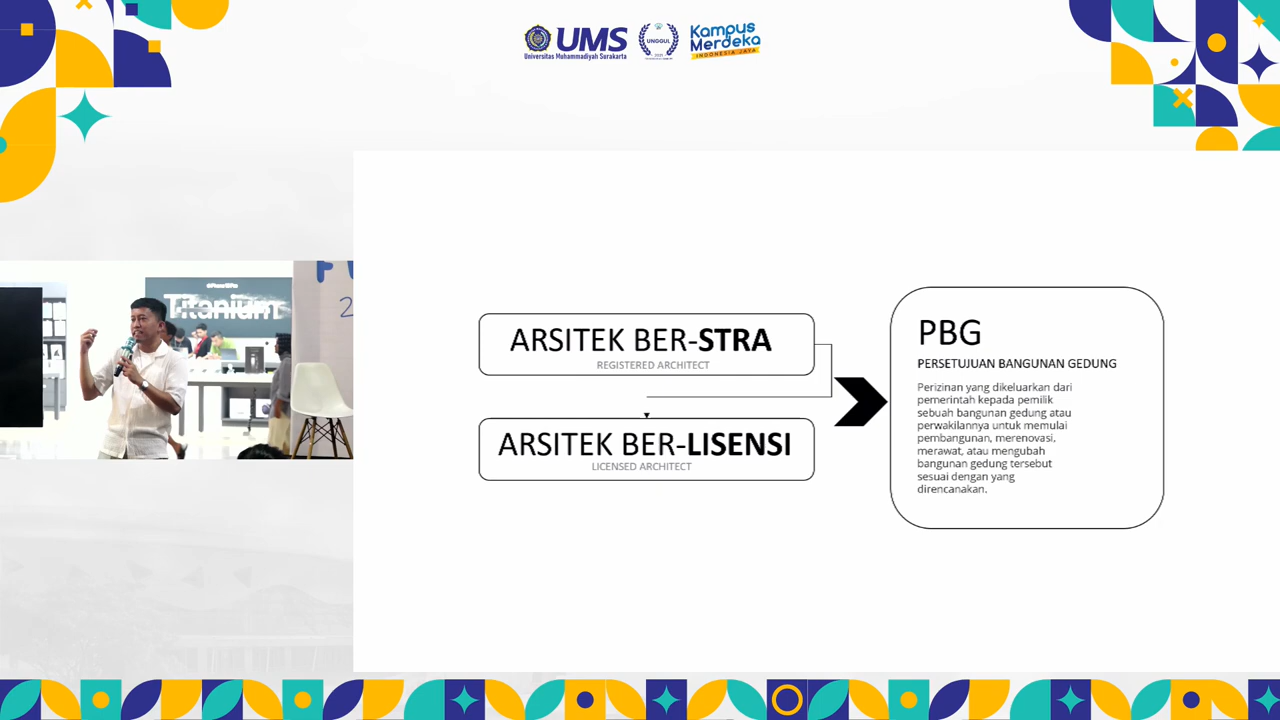 UMS
Universitas Muhammadiyah Surakarta
UNGGUL
Kampus
Merdeka
INDONESIA JAYA
Titanium
2
ARSITEK BER-STRA
REGISTERED ARCHITECT
ARSITEK BER-LISENSI
LICENSED ARCHITECT
PBG
PERSETUJUAN BANGUNAN GEDUNG
Perizinan yang dikeluarkan dari
pemerintah kepada pemilik
sebuah bangunan gedung atau
perwakilannya untuk memulai
pembangunan, merenovasi,
merawat, atau mengubah
bangunan gedung tersebut
sesuai dengan yang
direncanakan.